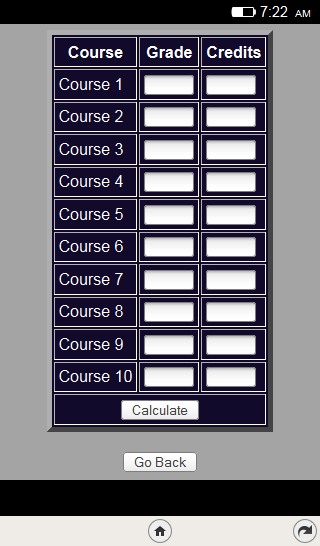 7:22 AM
Course Grade Credits
Course 1
Course 2
Course 3
Course 4
Course 5
Course 6
Course 7
Course 8
Course 9
Course 10
Calculate
Go Back